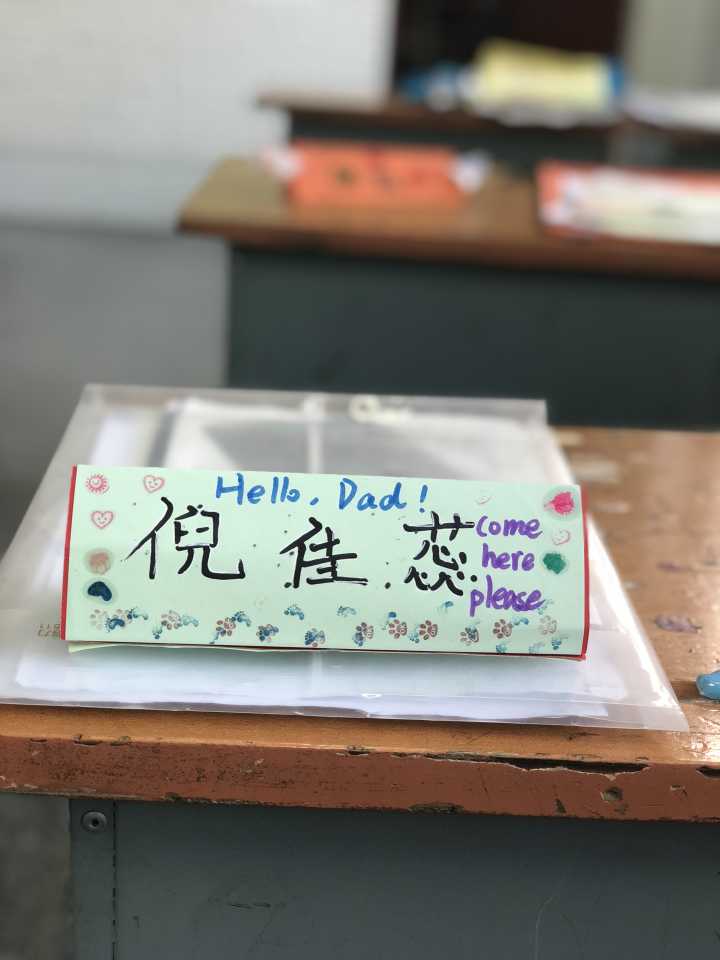 Hello, Dad!
倪佳蕊
come
here
please